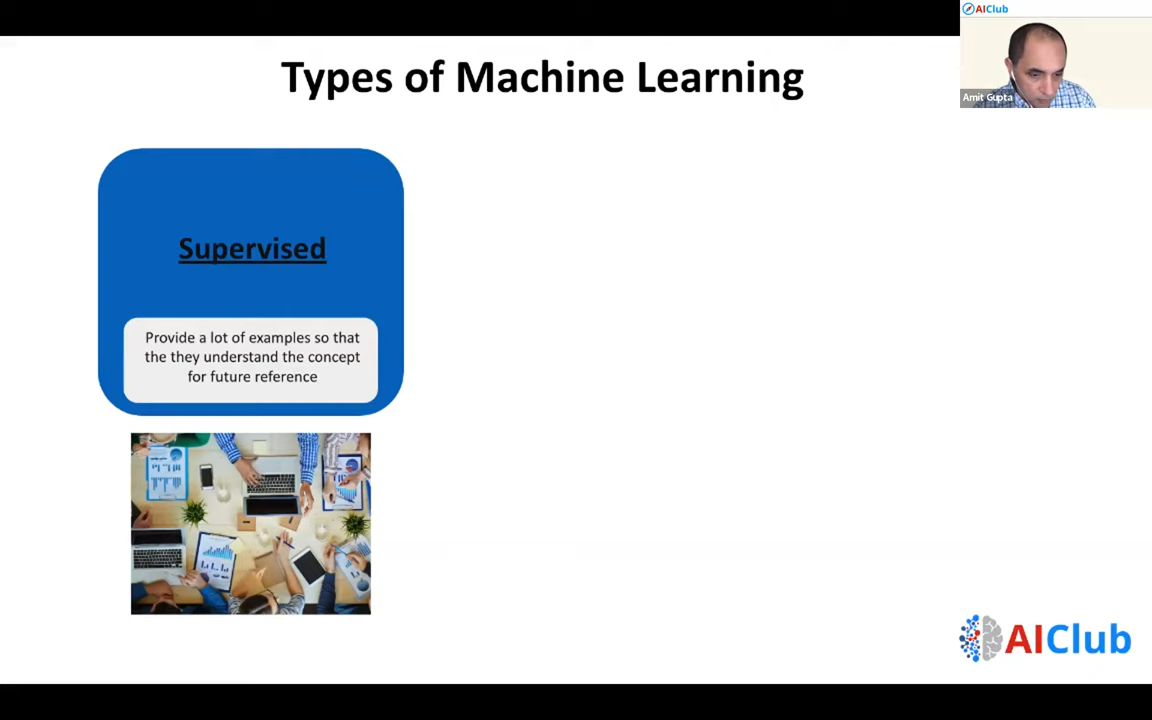 AIClub
Types of Machine Learning
Amit Gupta
Supervised
Provide a lot of examples so that
the they understand the concept
for future reference
AIClub